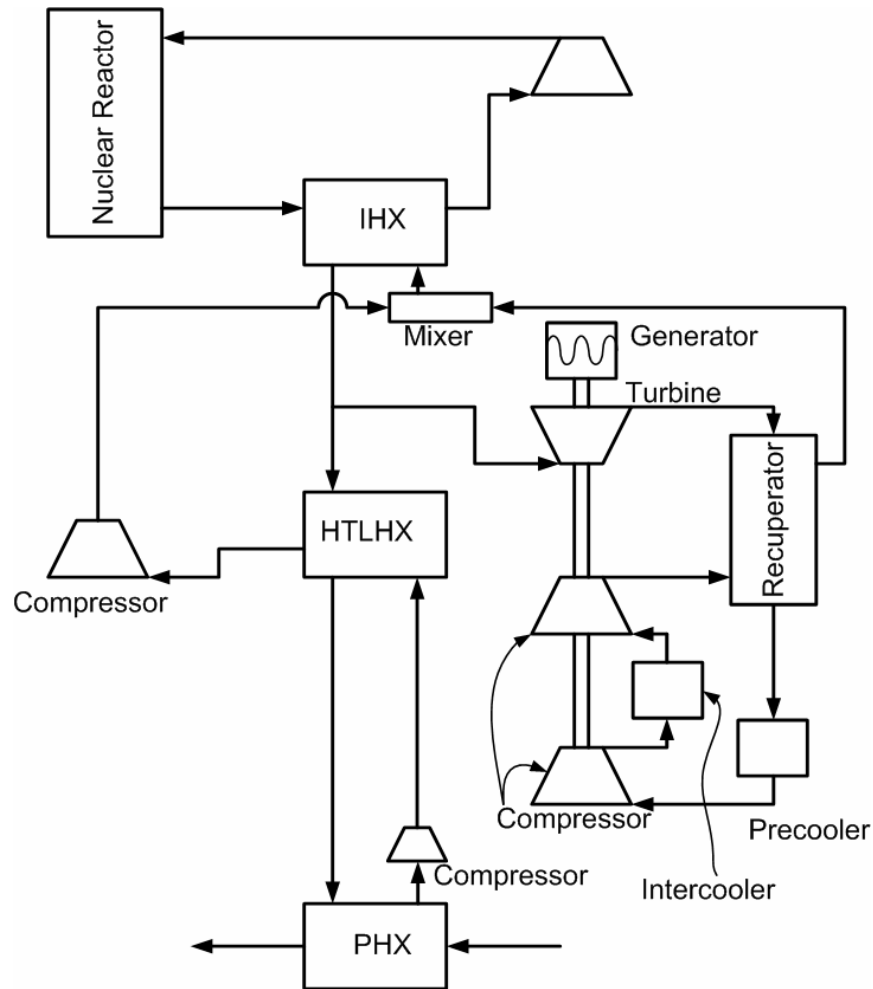 Nuclear Reactor
IHX
Mixer
Generator
Turbine
Recuperator
HTLHX
Compressor
Compressor
Precooler
Compressor
Intercooler
PHX